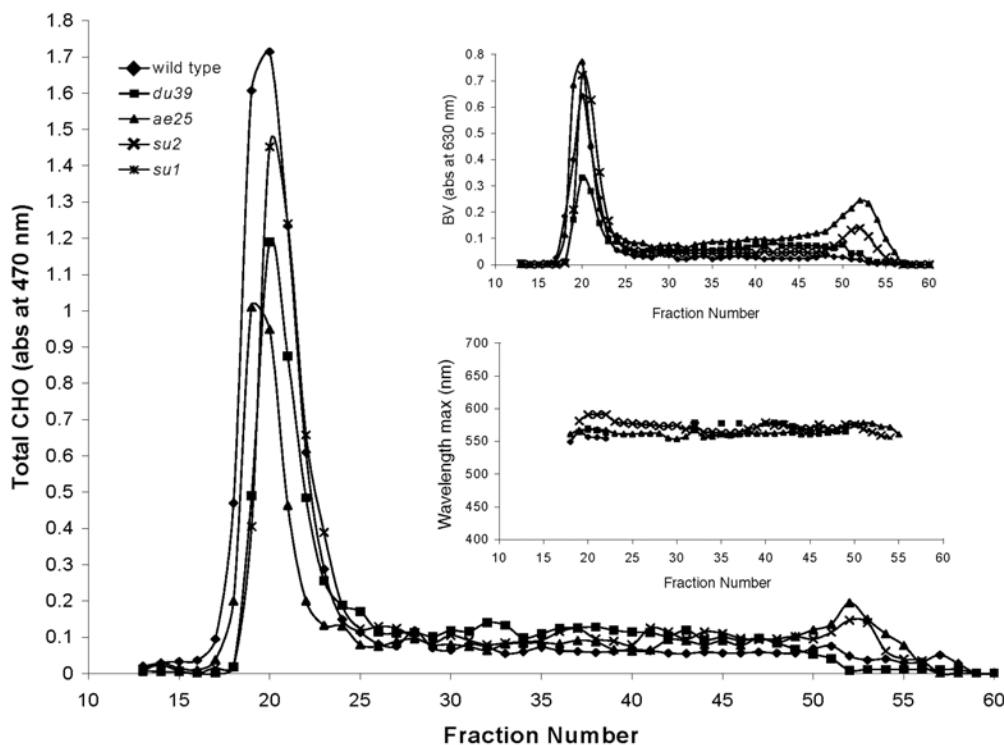 Total CHO (abs at 470 nm)
1.8
1.7
1.6
1.5
1.4
1.3
1.2
1.1
1
0.9
0.8
0.7
0.6
0.5
0.4
0.3
0.2
0.1
0
10 15 20 25 30 35 40 45 50 55 60
Fraction Number
wild type
du39
ae25
su2
su1
BV (abs at 630 nm)
0.8
0.7
0.6
0.5
0.4
0.3
0.2
0.1
0
10 15 20 25 30 35 40 45 50 55 60
Fraction Number
Wavelength max (nm)
700
650
600
550
500
450
400
10 15 20 25 30 35 40 45 50 55 60
Fraction Number